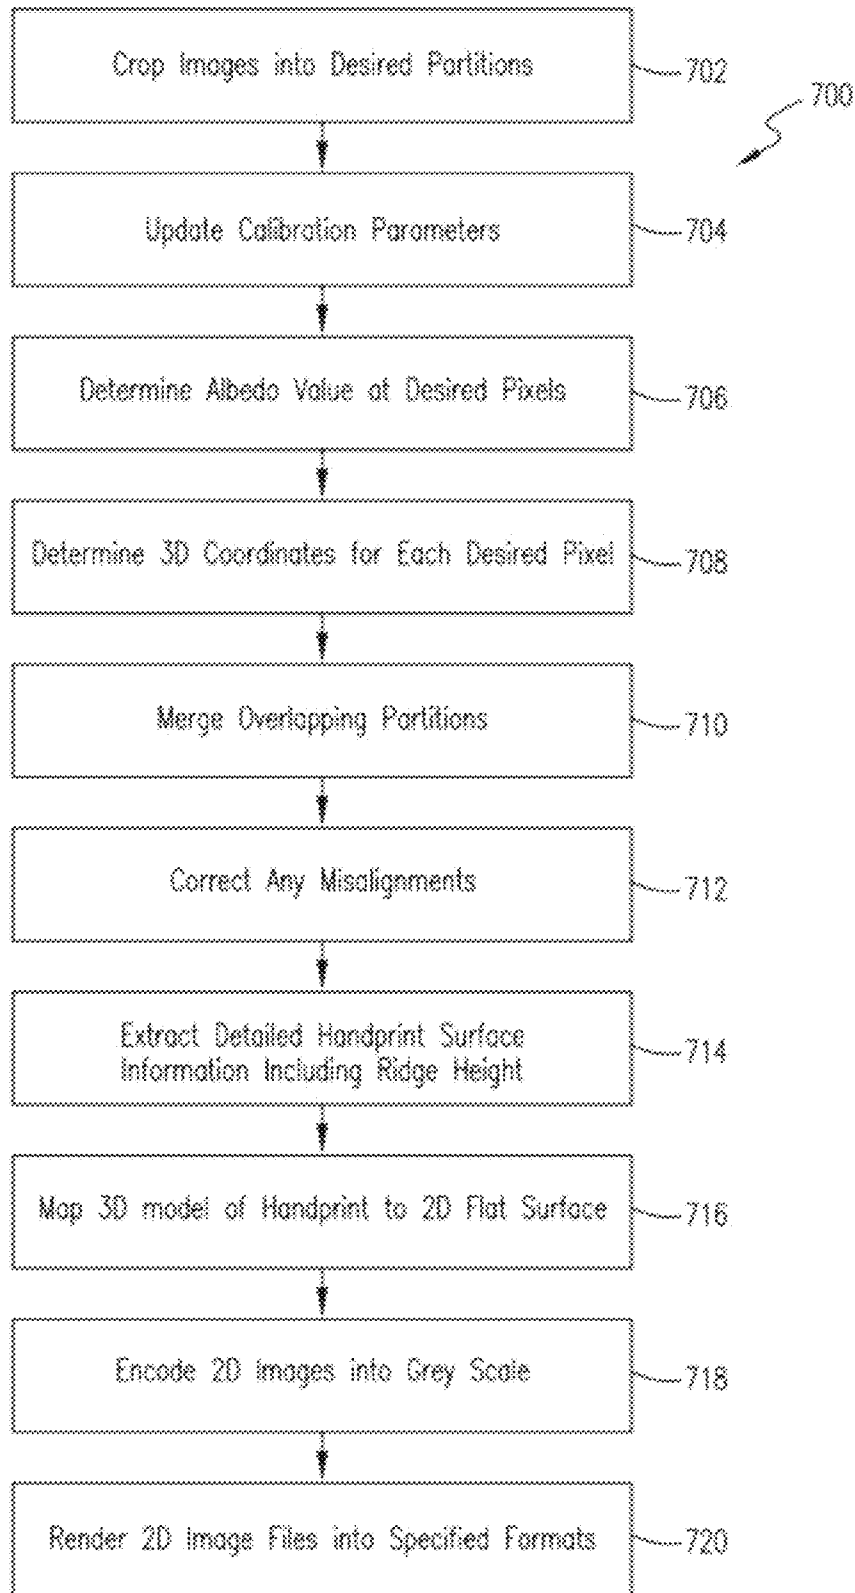 Crop Images into Desired Partitions
702
700
Update Calibration Parameters
704
Determine Albedo Value at Desired Pixels
706
Determine 3D Coordinates for Each Desired Pixel
708
Merge Overlapping Partitions
710
Correct Any Misalignments
712
Extract Detailed Handprint Surface
Information Including Ridge Height
714
Map 3D model of Handprint to 2D Flat Surface
716
Encode 2D Images into Grey Scale
718
Render 2D Image Files into Specified Formats
720